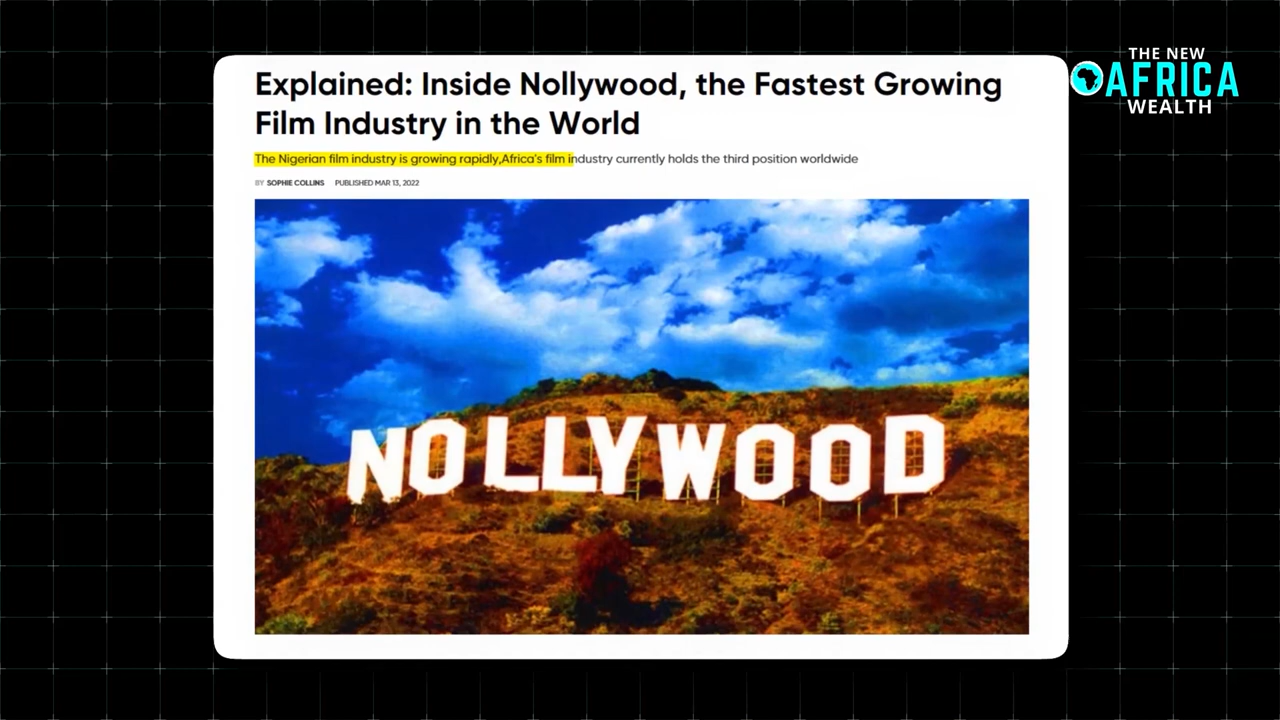 Explained: Inside Nollywood, the Fastest Growing
Film Industry in the World
The Nigerian film industry is growing rapidly,Africa's film industry currently holds the third position worldwide
BY SOPHIE COLLINS PUBLISHED MAR 13, 2022
NOLLYWOOD
THE NEW
AFRICA
WEALTH